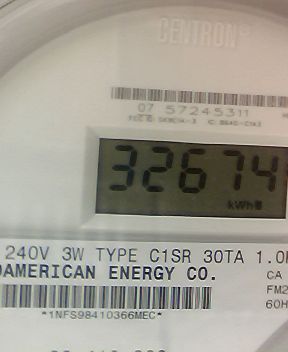 CENTRON®
07 57245311
32674
kWh
240V 3W TYPE C1SR 30TA 1.0
AMERICAN ENERGY CO.
CA
FM2
60H
*1NFS98410366MEC*